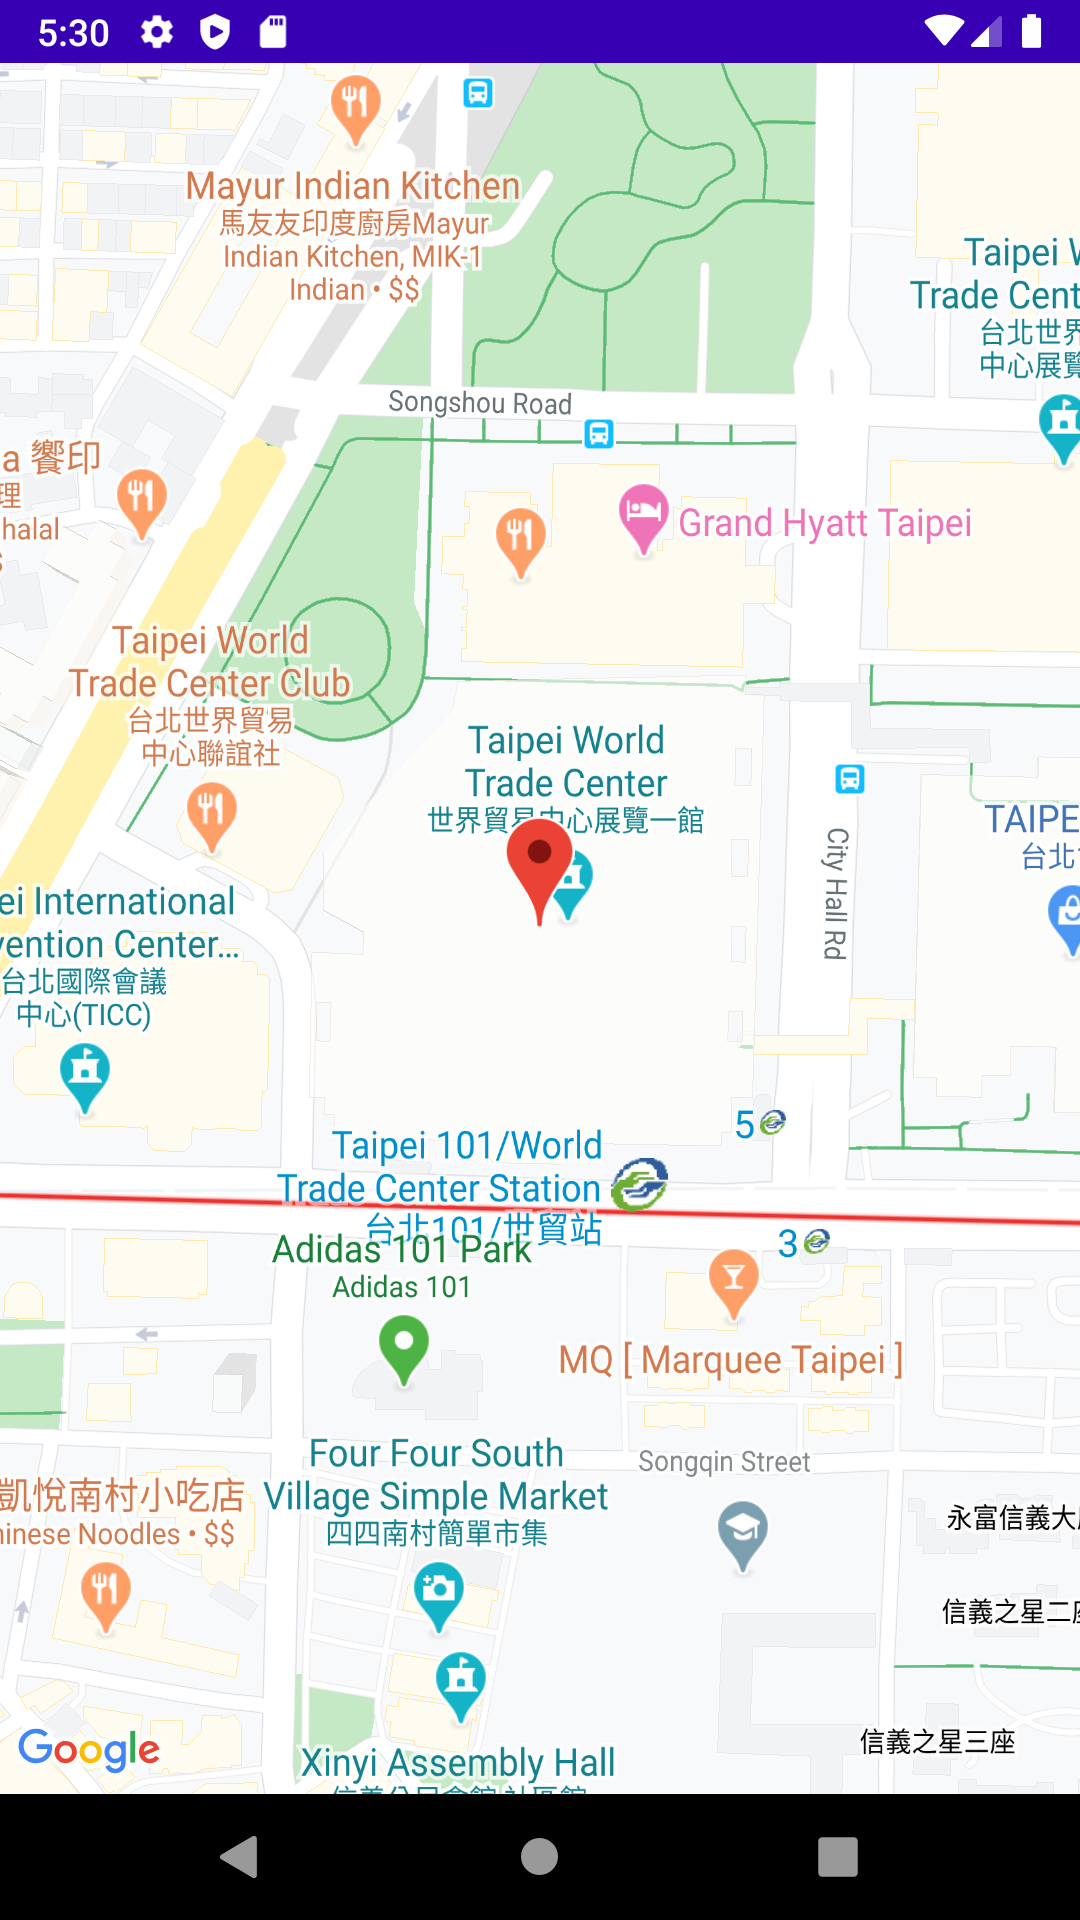 5:30
Mayur Indian Kitchen
馬友友印度廚房Mayur
Indian Kitchen, MIK-1
Indian • $$
Taipei W
Trade Cent
台北世界
中心展覽
Songshou Road
a 饗印
理
halal
Grand Hyatt Taipei
Taipei World
Trade Center Club
台北世界貿易
中心聯誼社
Taipei World
Trade Center
世界貿易中心展覽一館
TAIPE
台北1
City Hall Rd
ei International
vention Center...
台北國際會議
中心(TICC)
5
Taipei 101/World
Trade Center Station
台北101/世貿站
3
Adidas 101 Park
Adidas 101
MQ [ Marquee Taipei ]
Four Four South
Village Simple Market
四四南村簡單市集
Songqin Street
凱悅南村小吃店
inese Noodles • $$
永富信義大
信義之星二座
信義之星三座
Google
Xinyi Assembly Hall